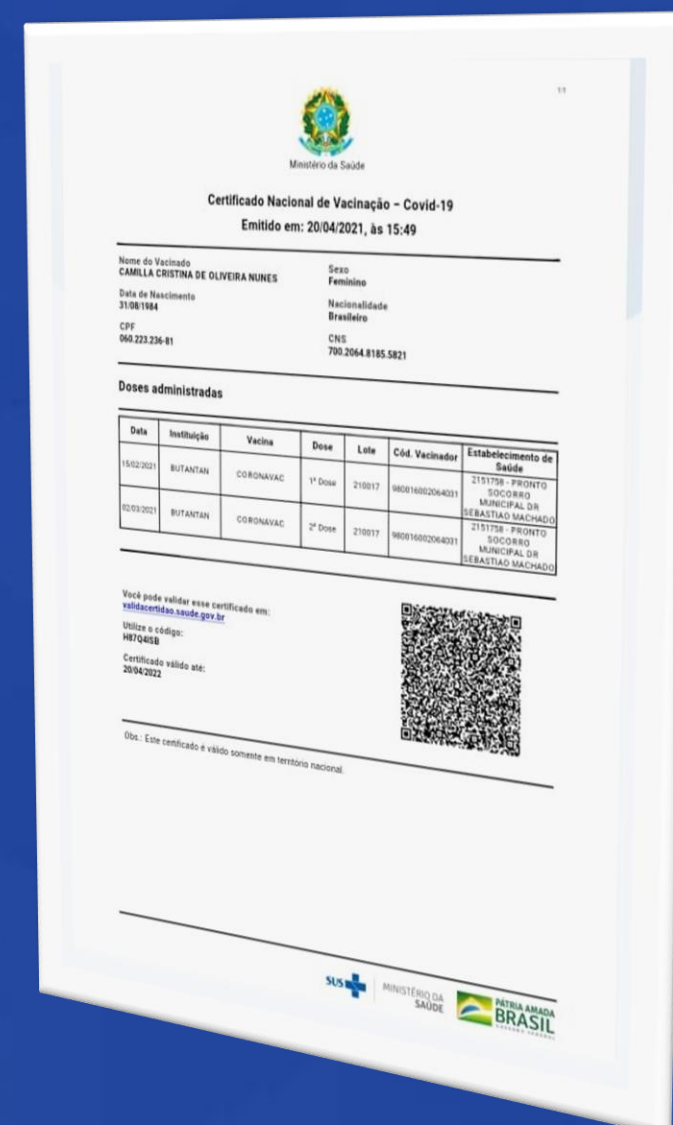 1/1
Ministério da Saúde
Certificado Nacional de Vacinação – Covid-19
Emitido em: 20/04/2021, às 15:49
Nome do Vacinado
CAMILLA CRISTINA DE OLIVEIRA NUNES
Sexo
Feminino
Data de Nascimento
31/08/1984
Nacionalidade
Brasileiro
CPF
060.223.236-81
CNS
700.2064.8185.5821
Doses administradas
Data Instituição Vacina Dose Lote Cód. Vacinador Estabelecimento de
Saúde
15/02/2021 BUTANTAN CORONAVAC 1ª Dose 210017 980016002064031 2151758 - PRONTO
SOCORRO
MUNICIPAL DR
SEBASTIAO MACHADO
02/03/2021 BUTANTAN CORONAVAC 2ª Dose 210017 980016002064031 2151758 - PRONTO
SOCORRO
MUNICIPAL DR
SEBASTIAO MACHADO
Você pode validar esse certificado em:
validacertidao.saude.gov.br
Utilize o código:
H87Q4ISB
Certificado válido até:
20/04/2022
Obs.: Este certificado é válido somente em território nacional.
SUS
MINISTÉRIO DA
SAÚDE
PÁTRIA AMADA
BRASIL